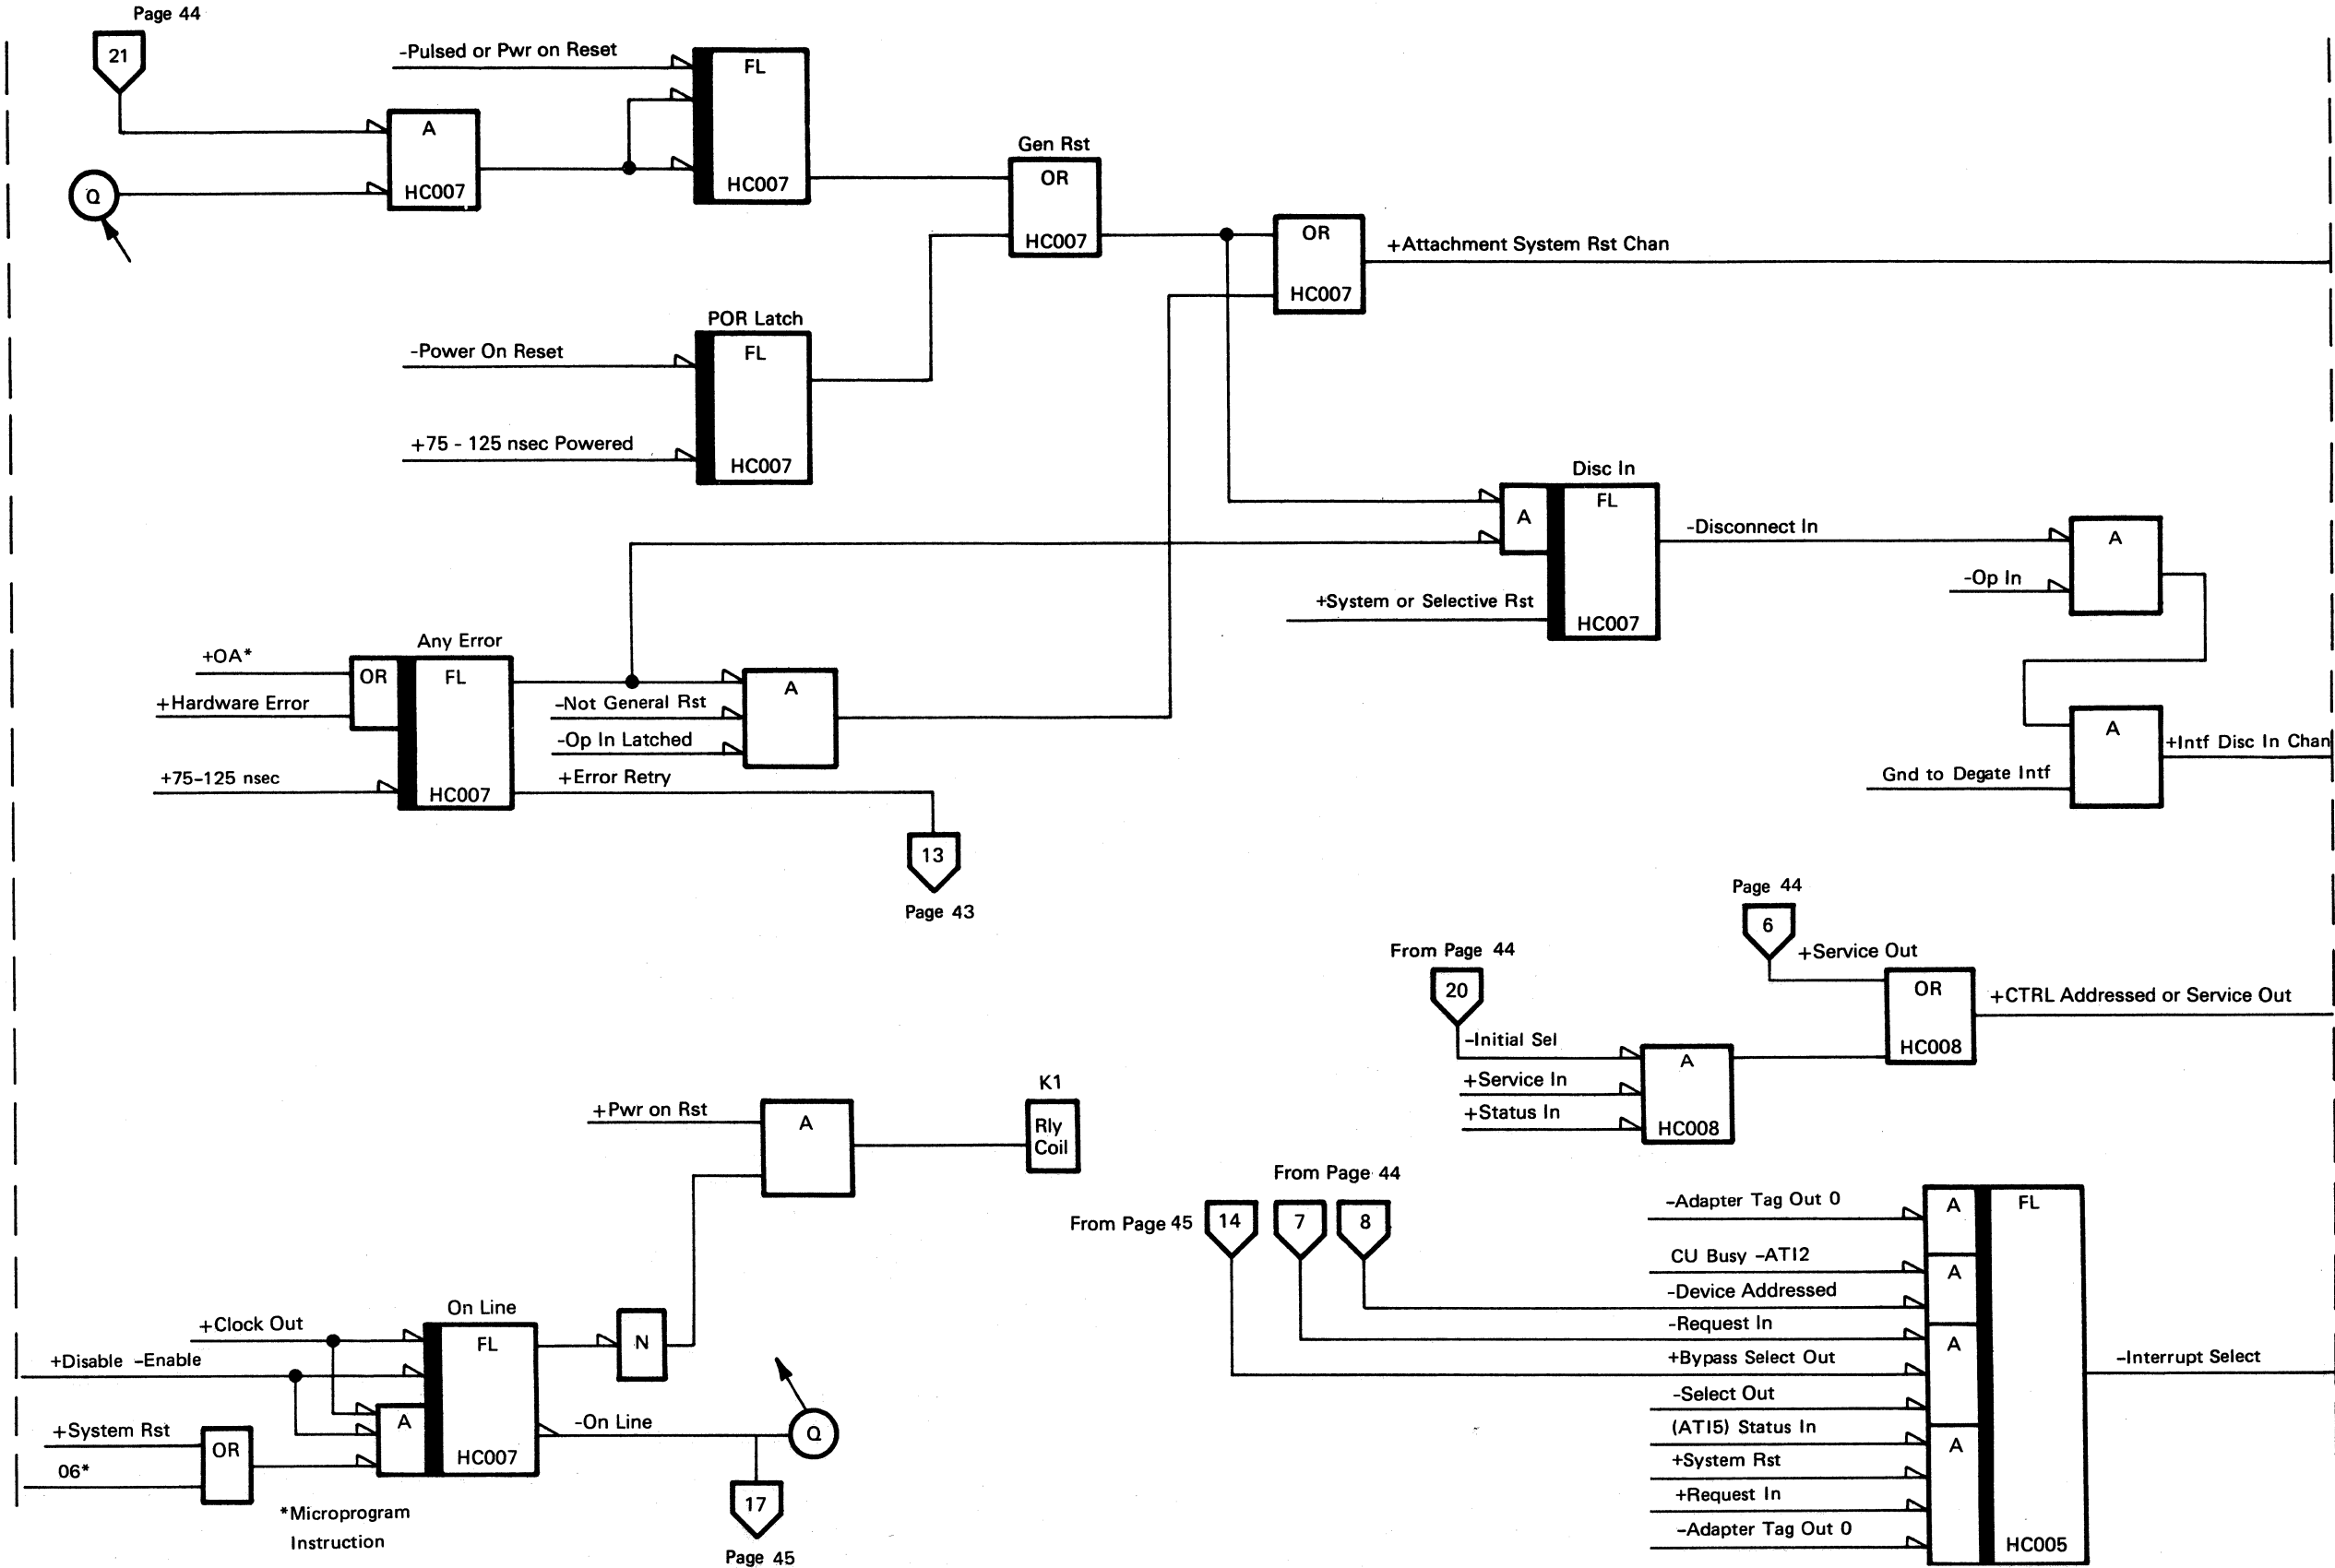 Page 44
21
-Pulsed or Pwr on Reset
FL
HC007
A
HC007
Q
Gen Rst
OR
HC007
OR
HC007
+Attachment System Rst Chan
POR Latch
-Power On Reset
FL
+75 - 125 nsec Powered
HC007
Disc In
A
FL
HC007
-Disconnect In
+System or Selective Rst
A
-Op In
Any Error
+OA*
OR
FL
+Hardware Error
+75-125 nsec
HC007
-Not General Rst
-Op In Latched
A
+Error Retry
13
Page 43
A
Gnd to Degate Intf
+Intf Disc In Chan
Page 44
6
+Service Out
From Page 44
20
OR
HC008
+CTRL Addressed or Service Out
-Initial Sel
+Service In
+Status In
A
HC008
+Pwr on Rst
A
K1
Rly
Coil
From Page 44
From Page 45
14
7
8
-Adapter Tag Out 0
A
FL
CU Busy -ATI2
A
-Device Addressed
-Request In
A
+Bypass Select Out
-Select Out
(ATI5) Status In
A
+System Rst
+Request In
-Adapter Tag Out 0
HC005
-Interrupt Select
On Line
+Clock Out
FL
N
+Disable -Enable
A
HC007
-On Line
Q
+System Rst
OR
06*
17
Page 45
*Microprogram
Instruction